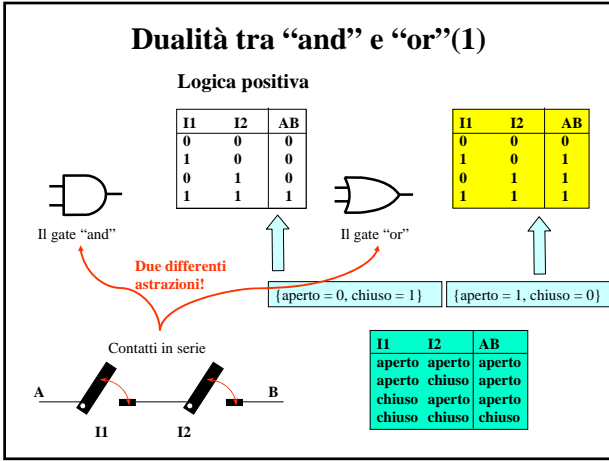 Dualità tra “and” e “or”(1)
Logica positiva
I1 I2 AB
0 0 0
1 0 0
0 1 0
1 1 1
I1 I2 AB
0 0 0
1 0 1
0 1 1
1 1 1
Il gate “and”
Il gate “or”
Due differenti
astrazioni!
{aperto = 0, chiuso = 1}
{aperto = 1, chiuso = 0}
Contatti in serie
A
B
I1
I2
I1 I2 AB
aperto aperto aperto
aperto chiuso aperto
chiuso aperto aperto
chiuso chiuso chiuso